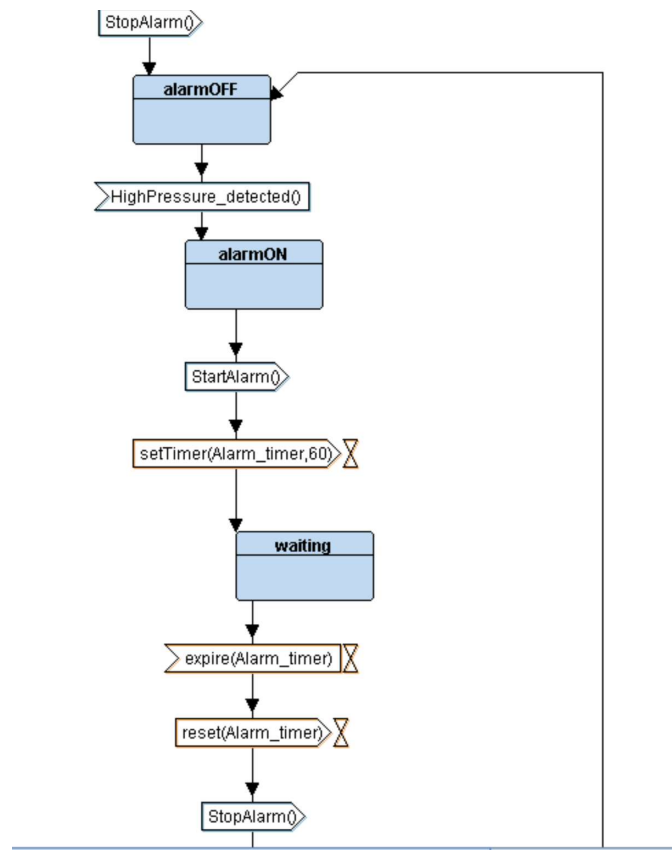 StopAlarm()
alarmOFF
HighPressure_detected()
alarmON
StartAlarm()
setTimer(Alarm_timer,60)
waiting
expire(Alarm_timer)
reset(Alarm_timer)
StopAlarm()